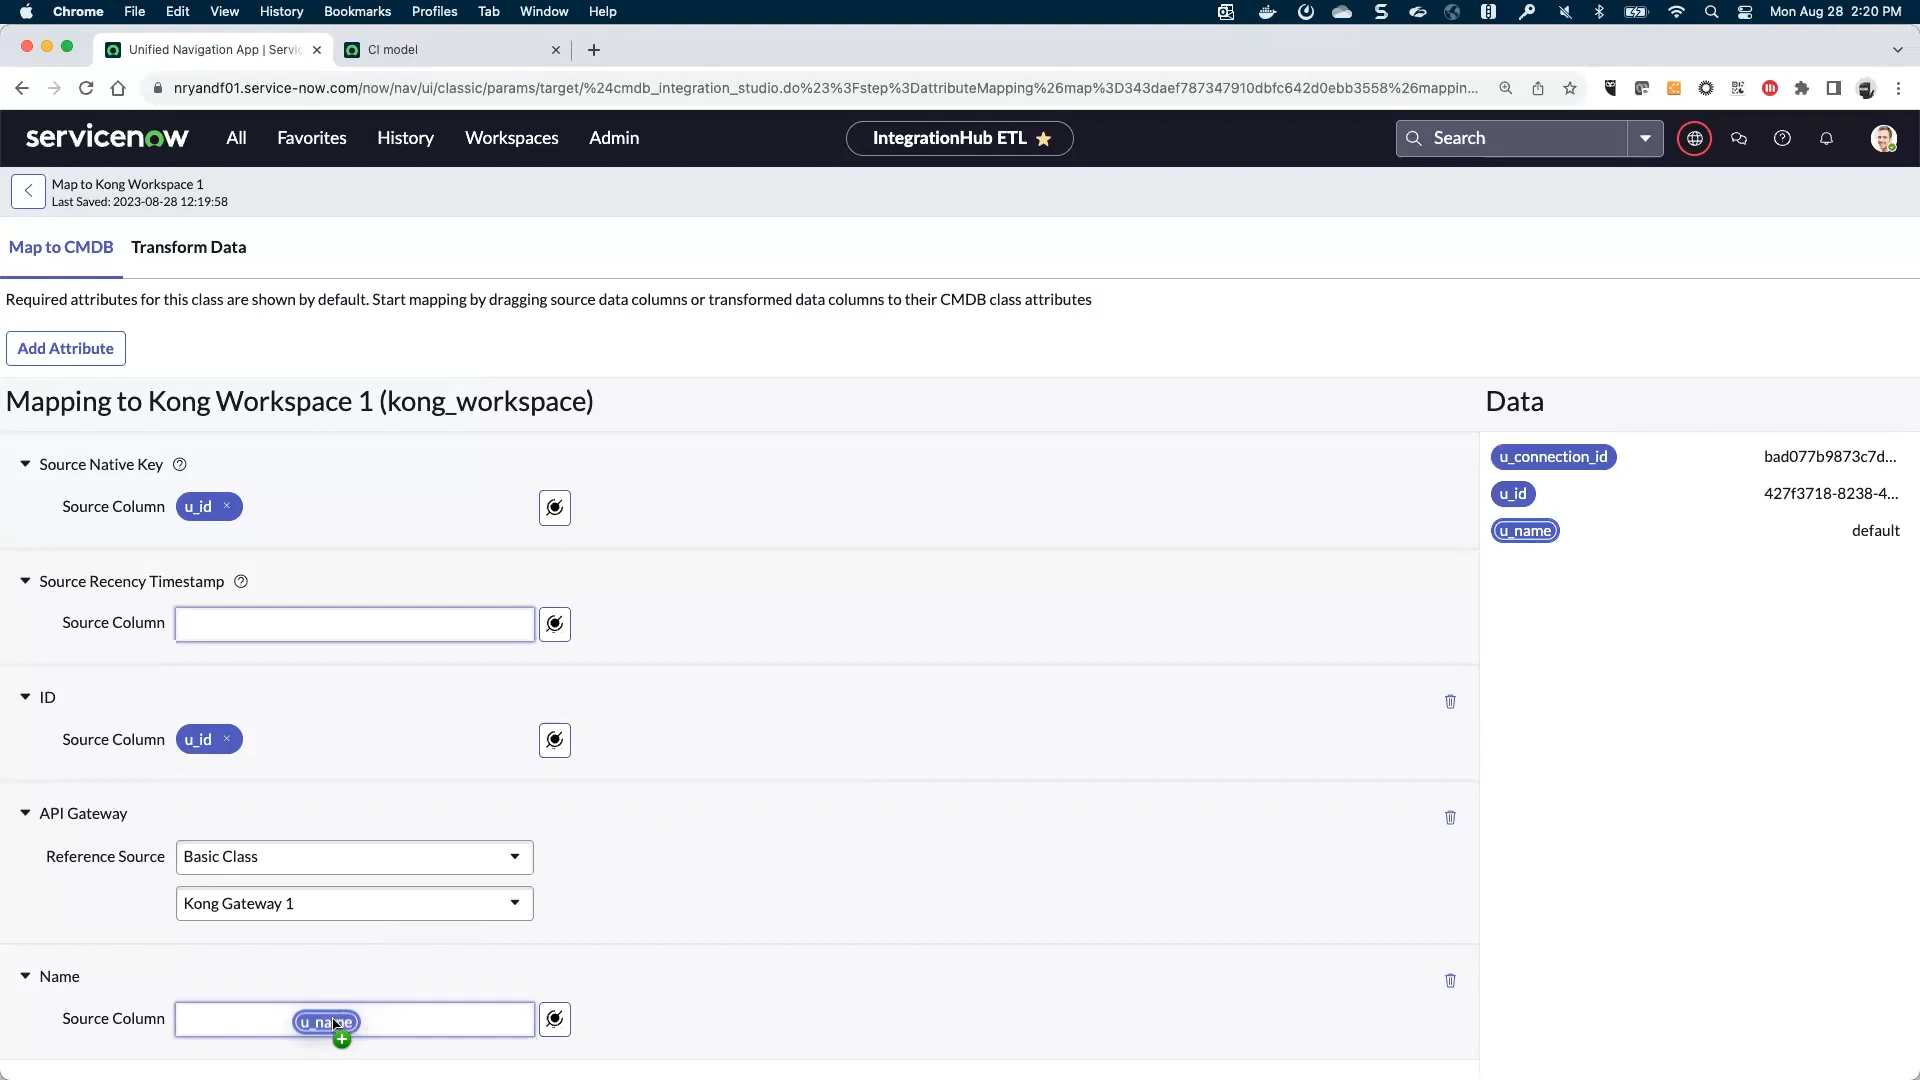 Chrome File Edit View History Bookmarks Profiles Tab Window Help Mon Aug 28 2:20 PM
Unified Navigation App | Servic CI model
nryandf01.service-now.com/now/nav/ui/classic/params/target/%24cmdb_integration_studio.do%23%3Fstep%3DattributeMapping%26map%3D343daef787347910dbfc642d0ebb3558%26mappin...
servicenow All Favorites History Workspaces Admin IntegrationHub ETL Search
Map to Kong Workspace 1
Last Saved: 2023-08-28 12:19:58
Map to CMDB Transform Data
Required attributes for this class are shown by default. Start mapping by dragging source data columns or transformed data columns to their CMDB class attributes
Add Attribute
Mapping to Kong Workspace 1 (kong_workspace) Data
u_connection_id bad077b9873c7d...
Source Native Key
u_id 427f3718-8238-4...
Source Column u_id
u_name default
Source Recency Timestamp
Source Column
ID
Source Column u_id
API Gateway
Reference Source Basic Class
Kong Gateway 1
Name
Source Column u_name